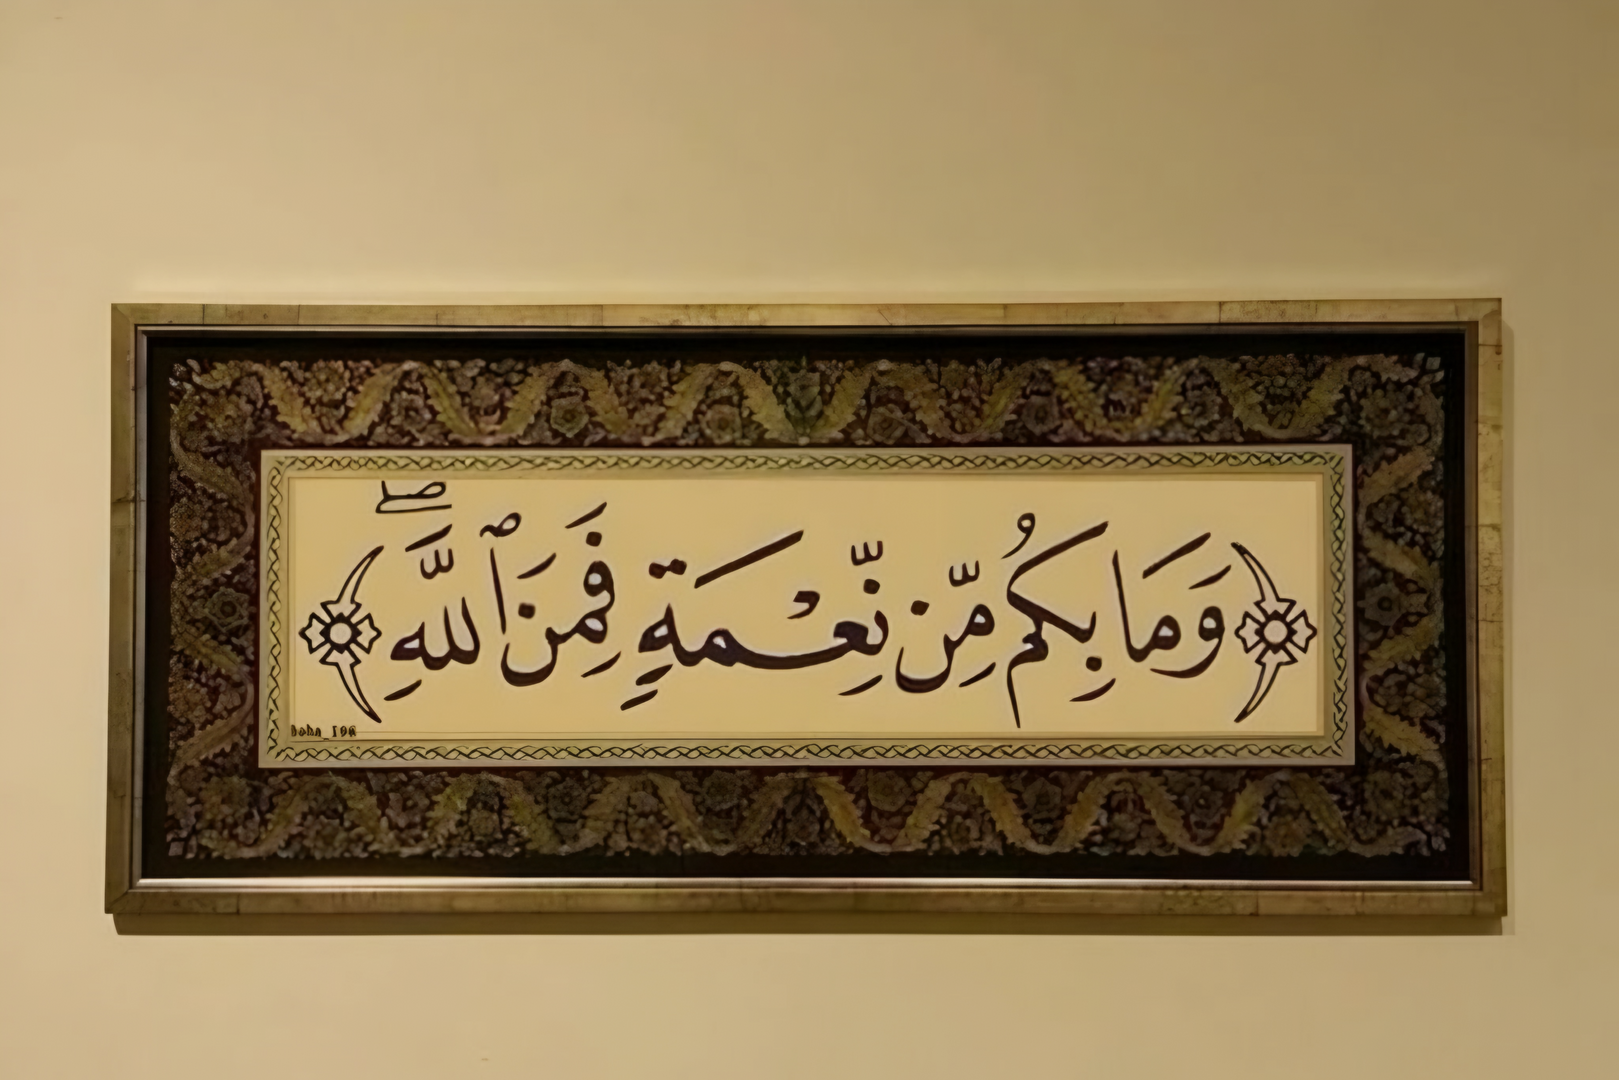 ﴿وَمَا بِكُم مِّن نِّعْمَةٍ فَمِنَ ٱللَّهِ ۖ﴾